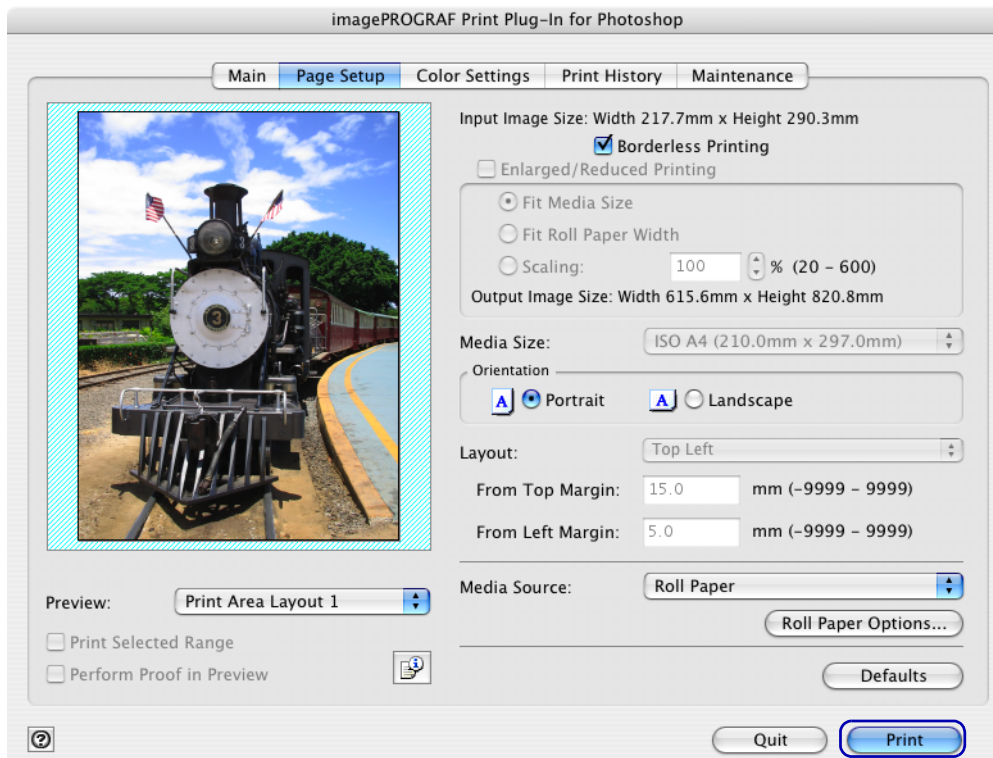 imagePROGRAF Print Plug-In for Photoshop
Main Page Setup Color Settings Print History Maintenance
3
3
Input Image Size: Width 217.7mm x Height 290.3mm
Borderless Printing
Enlarged/Reduced Printing
Fit Media Size
Fit Roll Paper Width
Scaling: 100 % (20 – 600)
Output Image Size: Width 615.6mm x Height 820.8mm
Media Size: ISO A4 (210.0mm x 297.0mm)
Orientation
A Portrait A Landscape
Layout: Top Left
From Top Margin: 15.0 mm (-9999 – 9999)
From Left Margin: 5.0 mm (-9999 – 9999)
Media Source: Roll Paper
Roll Paper Options...
Preview: Print Area Layout 1
Print Selected Range
Perform Proof in Preview
Defaults
? Quit Print